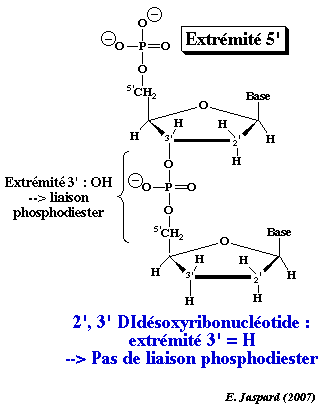 O
O P O
Extrémité 5'
O
5' CH2
O Base
H H
H 3' 2' H
H
Extrémité 3' : OH
--> liaison
phosphodiester
O
O P O
O
5' CH2
O Base
H H
H 3' 2' H
H H
2', 3' DIdésoxyribonucléotide :
extrémité 3' = H
--> Pas de liaison phosphodiester
E. Jaspard (2007)